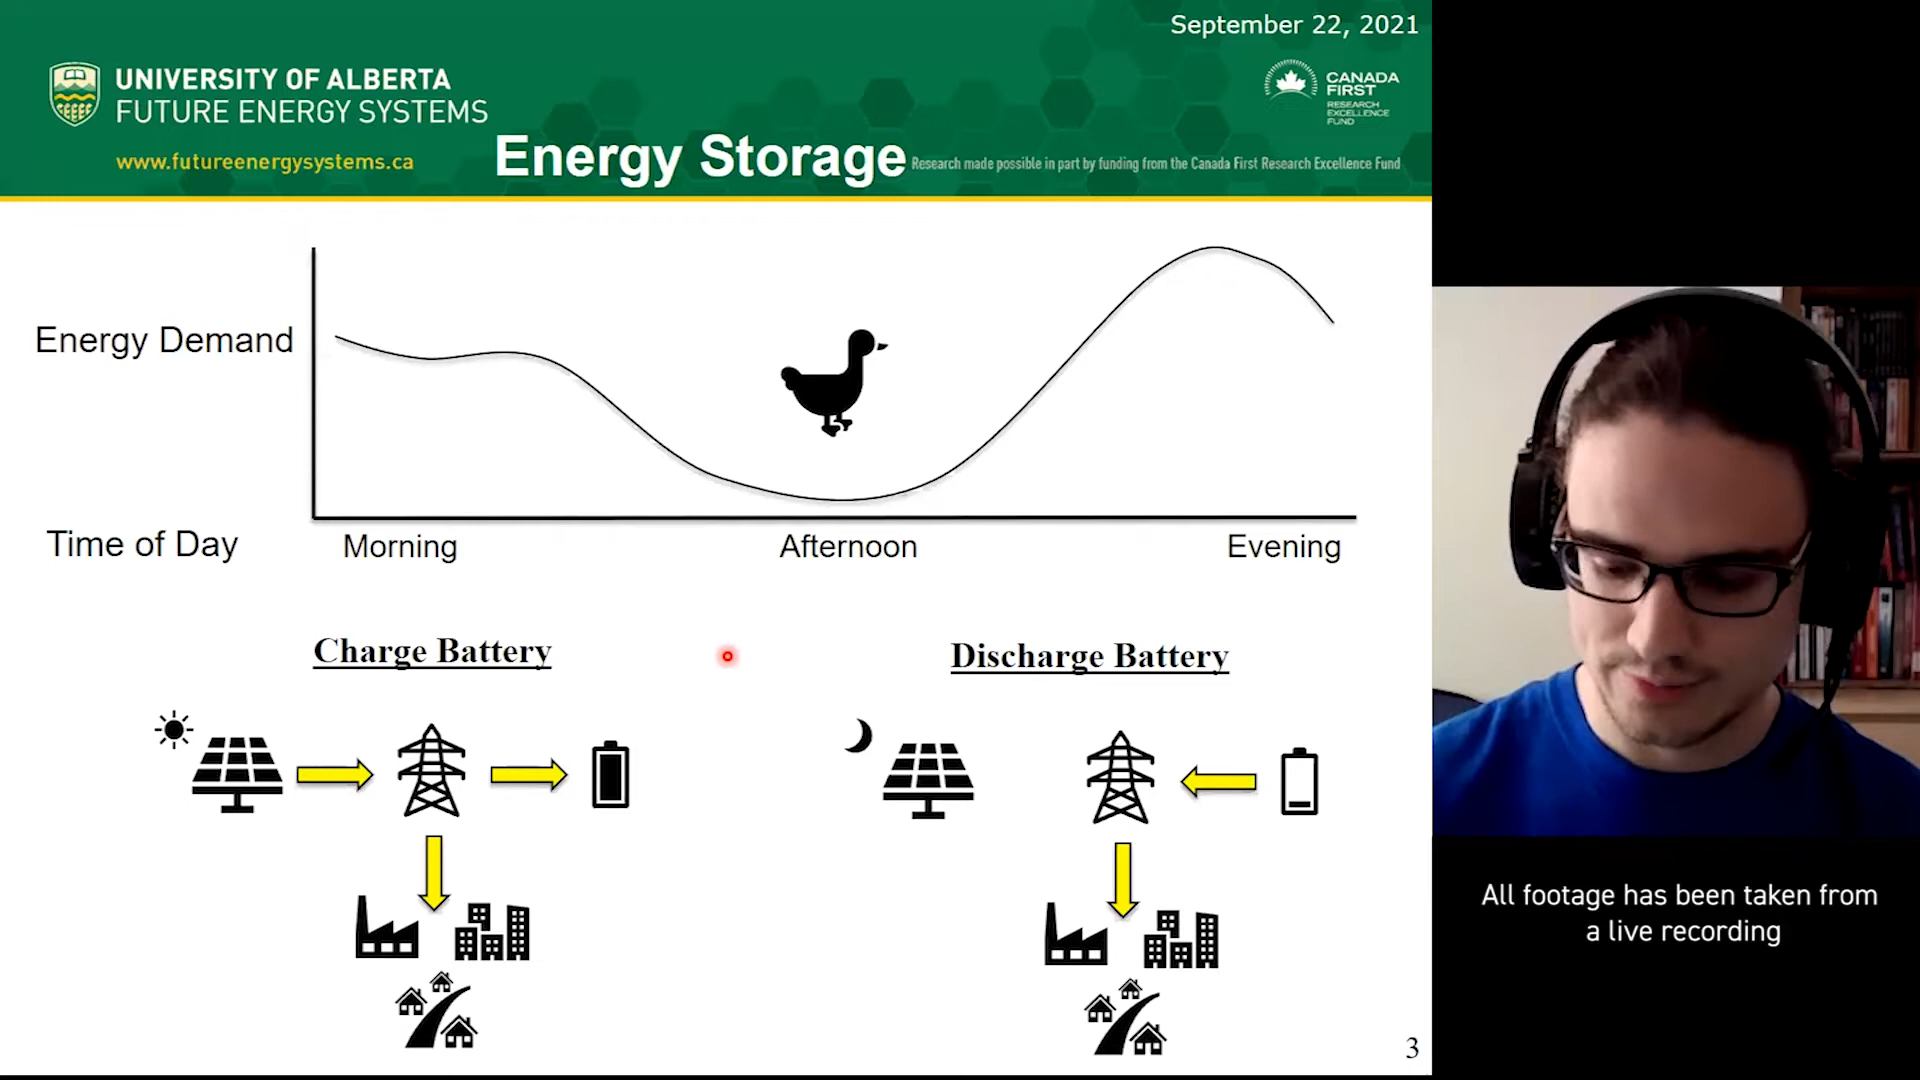 September 22, 2021
UNIVERSITY OF ALBERTA
FUTURE ENERGY SYSTEMS
www.futureenergysystems.ca
CANADA
FIRST
RESEARCH
EXCELLENCE
FUND
Energy Storage
Research made possible in part by funding from the Canada First Research Excellence Fund
Energy Demand
Time of Day
Morning
Afternoon
Evening
Charge Battery
Discharge Battery
3
All footage has been taken from
a live recording